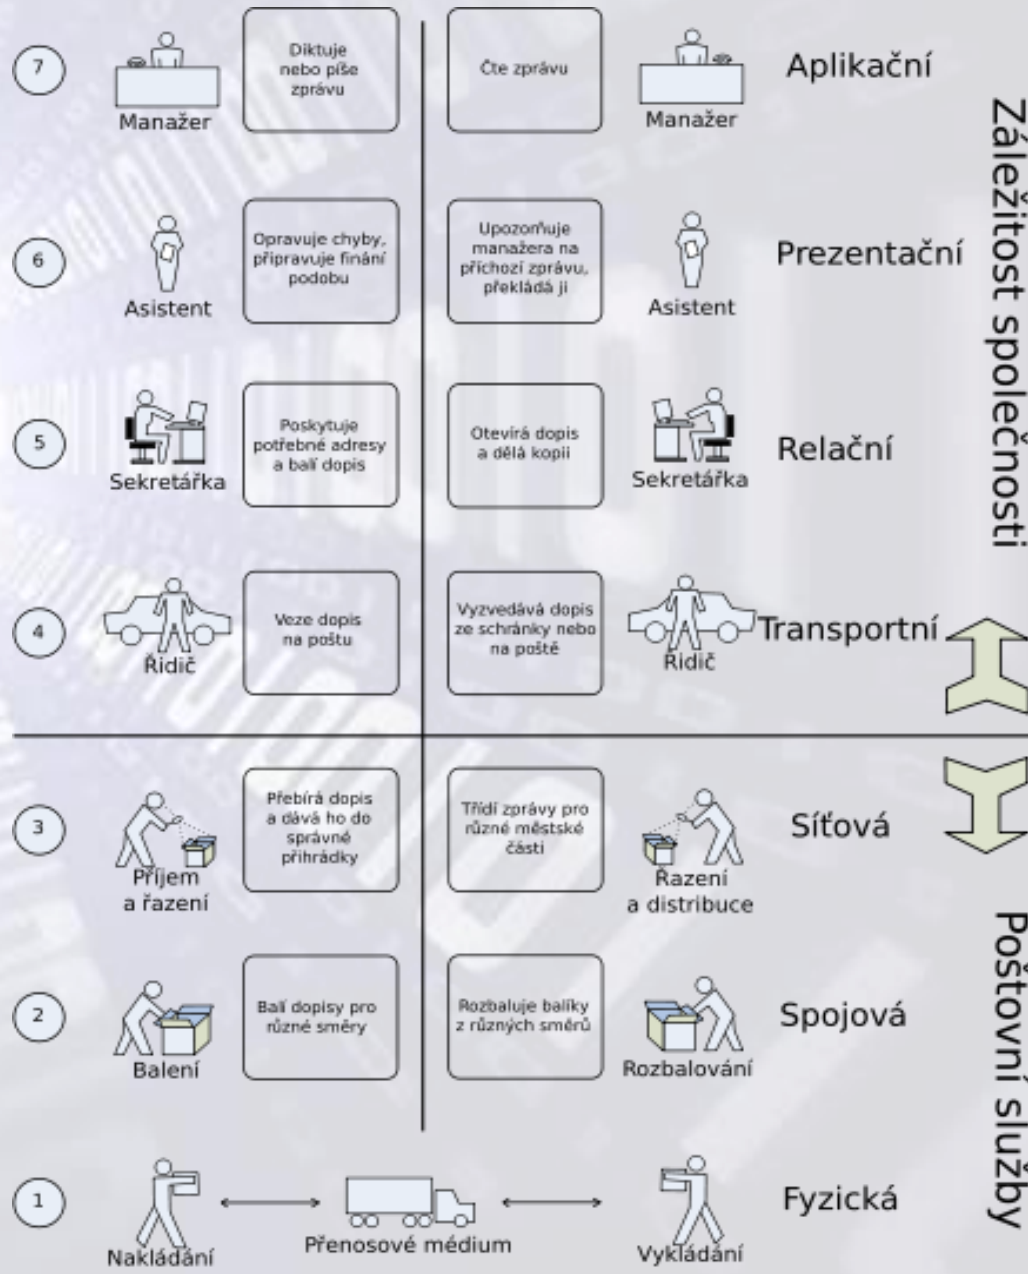 7
Manažer
Diktuje
nebo píše
zprávu
Čte zprávu
Manažer
Aplikační
6
Asistent
Opravuje chyby,
připravuje finání
podobu
Upozorňuje
manažera na
příchozí zprávu,
překládá ji
Asistent
Prezentační
5
Sekretářka
Poskytuje
potřebné adresy
a balí dopis
Otevírá dopis
a dělá kopii
Sekretářka
Relační
Záležitost společnosti
4
Řidič
Veze dopis
na poštu
Vyzvedává dopis
ze schránky nebo
na poště
Řidič
Transportní
3
Příjem
a řazení
Přebírá dopis
a dává ho do
správné
přihrádky
Třídí zprávy pro
různé městské
části
Řazení
a distribuce
Síťová
2
Balení
Balí dopisy pro
různé směry
Rozbaluje balíky
z různých směrů
Rozbalování
Spojová
Poštovní služby
1
Nakládání
Přenosové médium
Vykládání
Fyzická